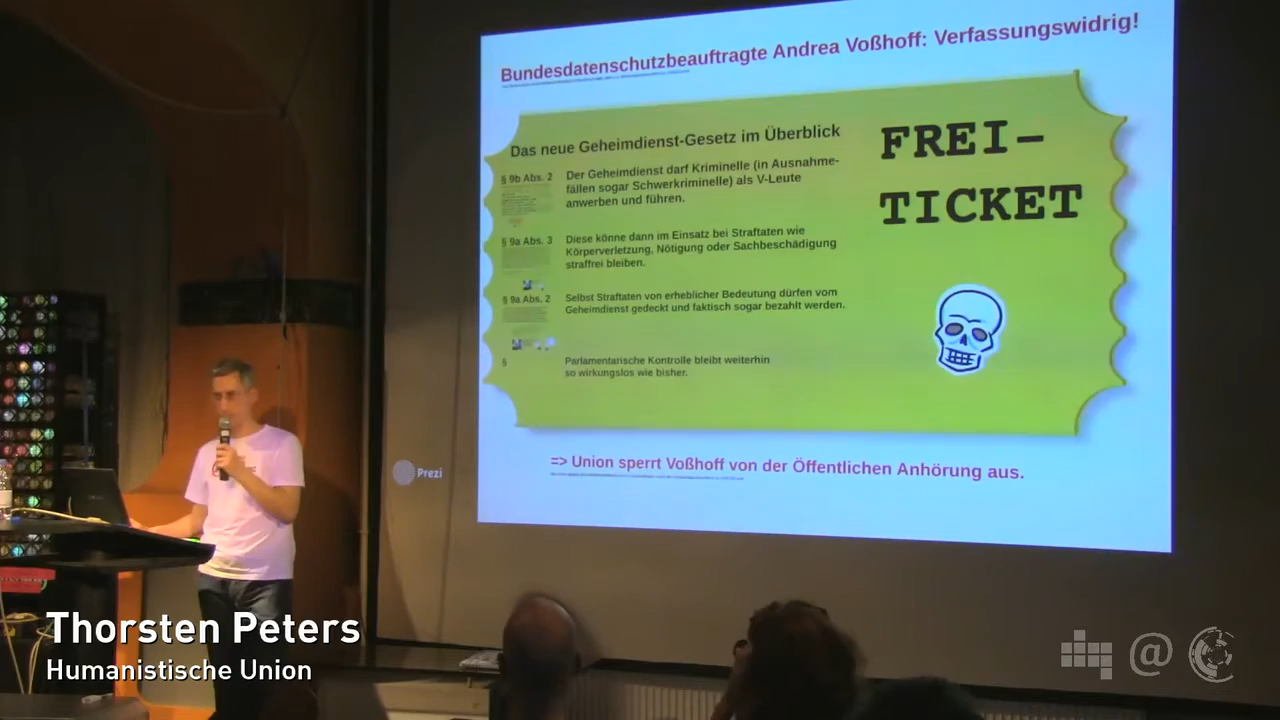 Bundesdatenschutzbeauftragte Andrea Voßhoff: Verfassungswidrig!
Das neue Geheimdienst-Gesetz im Überblick
§ 9b Abs. 2
Der Geheimdienst darf Kriminelle (in Ausnahme-
fällen sogar Schwerkriminelle) als V-Leute
anwerben und führen.
§ 9a Abs. 3
Diese könne dann im Einsatz bei Straftaten wie
Körperverletzung, Nötigung oder Sachbeschädigung
straffrei bleiben.
§ 9a Abs. 2
Selbst Straftaten von erheblicher Bedeutung dürfen vom
Geheimdienst gedeckt und faktisch sogar bezahlt werden.
§
Parlamentarische Kontrolle bleibt weiterhin
so wirkungslos wie bisher.
FREI-
TICKET
=> Union sperrt Voßhoff von der Öffentlichen Anhörung aus.
Prezi
Thorsten Peters
Humanistische Union
@